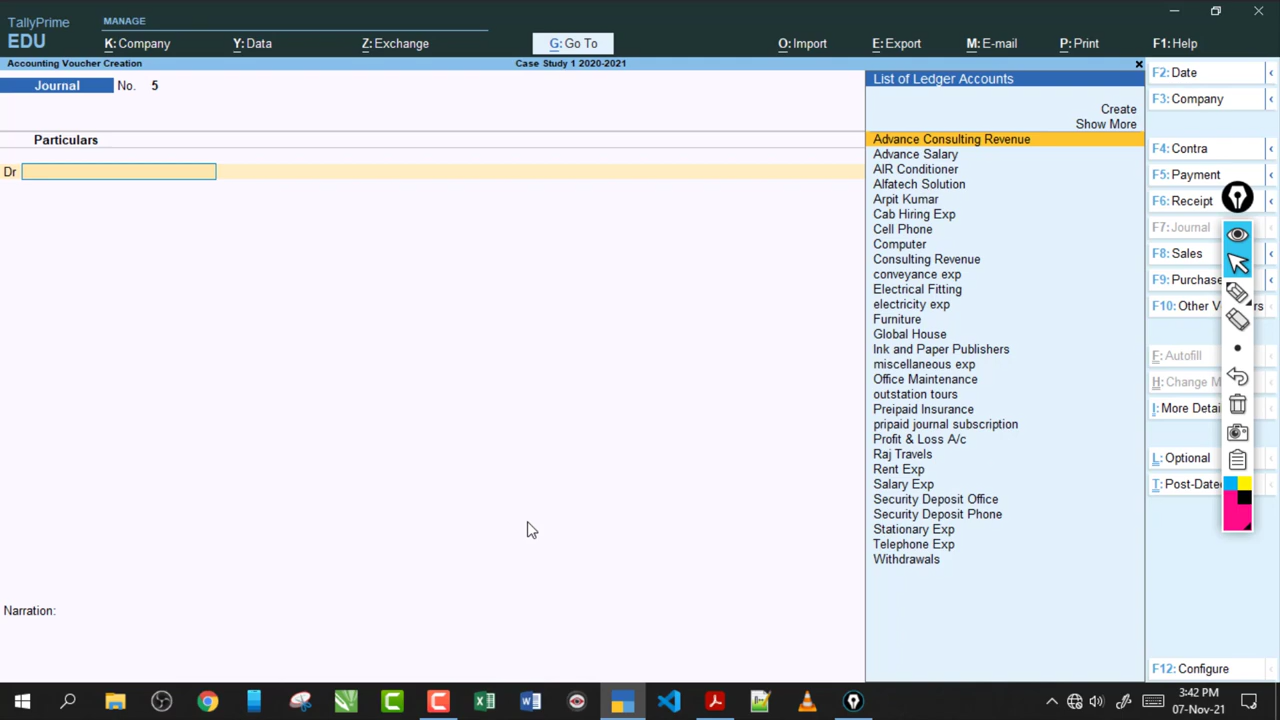 TallyPrime
EDU
MANAGE
K: Company
Y: Data
Z: Exchange
G: Go To
O: Import
E: Export
M: E-mail
P: Print
F1: Help
Accounting Voucher Creation
Case Study 1 2020-2021
Journal No. 5
Particulars
Dr
Narration:
List of Ledger Accounts
Create
Show More
Advance Consulting Revenue
Advance Salary
AIR Conditioner
Alfatech Solution
Arpit Kumar
Cab Hiring Exp
Cell Phone
Computer
Consulting Revenue
conveyance exp
Electrical Fitting
electricity exp
Furniture
Global House
Ink and Paper Publishers
miscellaneous exp
Office Maintenance
outstation tours
Preipaid Insurance
pripaid journal subscription
Profit & Loss A/c
Raj Travels
Rent Exp
Salary Exp
Security Deposit Office
Security Deposit Phone
Stationary Exp
Telephone Exp
Withdrawals
F2: Date
F3: Company
F4: Contra
F5: Payment
F6: Receipt
F7: Journal
F8: Sales
F9: Purchase
F10: Other V rs
F: Autofill
H: Change M
I: More Detai
L: Optional
T: Post-Date
F12: Configure
3:42 PM
07-Nov-21